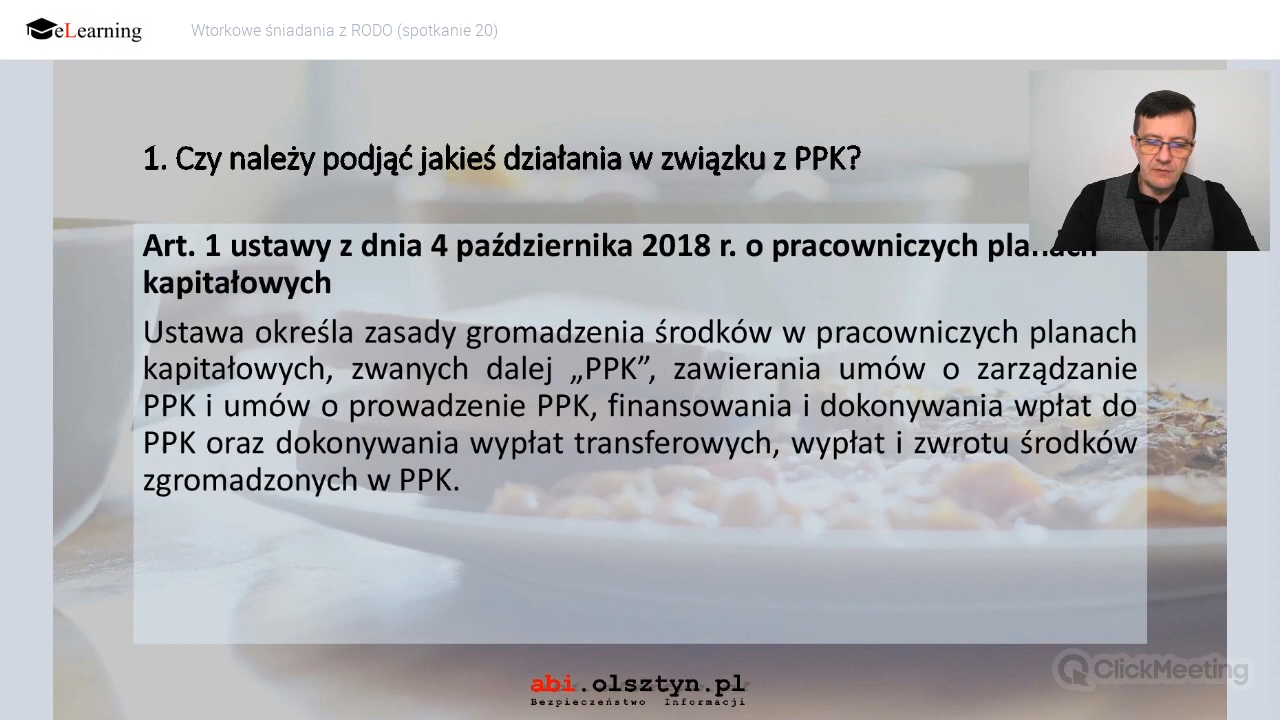 eLearning
Wtorkowe śniadania z RODO (spotkanie 20)
1. Czy należy podjąć jakieś działania w związku z PPK?
Art. 1 ustawy z dnia 4 października 2018 r. o pracowniczych planach
kapitałowych
Ustawa określa zasady gromadzenia środków w pracowniczych planach
kapitałowych, zwanych dalej „PPK”, zawierania umów o zarządzanie
PPK i umów o prowadzenie PPK, finansowania i dokonywania wpłat do
PPK oraz dokonywania wypłat transferowych, wypłat i zwrotu środków
zgromadzonych w PPK.
ClickMeeting
abi.olsztyn.pl
Bezpieczeństwo Informacji